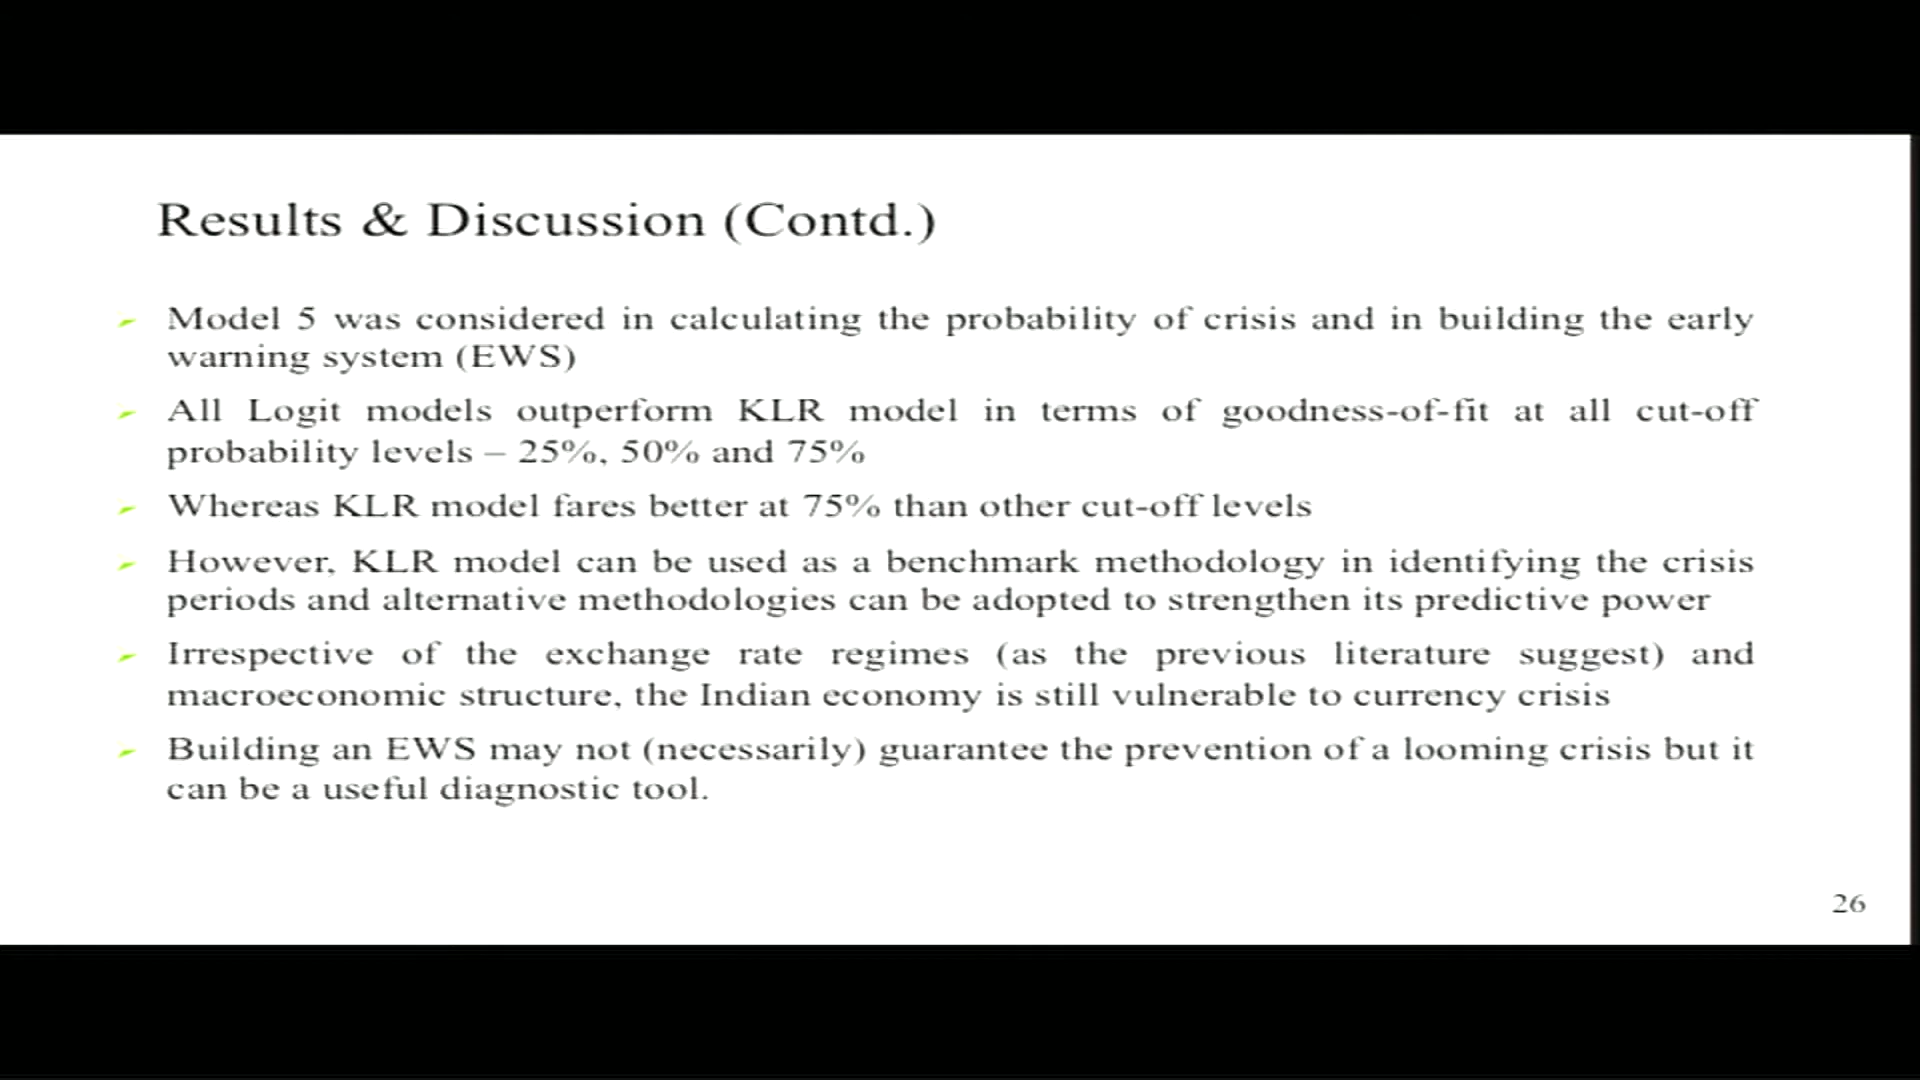 Results & Discussion (Contd.)
Model 5 was considered in calculating the probability of crisis and in building the early
warning system (EWS)
All Logit models outperform KLR model in terms of goodness-of-fit at all cut-off
probability levels – 25%, 50% and 75%
Whereas KLR model fares better at 75% than other cut-off levels
However, KLR model can be used as a benchmark methodology in identifying the crisis
periods and alternative methodologies can be adopted to strengthen its predictive power
Irrespective of the exchange rate regimes (as the previous literature suggest) and
macroeconomic structure, the Indian economy is still vulnerable to currency crisis
Building an EWS may not (necessarily) guarantee the prevention of a looming crisis but it
can be a useful diagnostic tool.
26